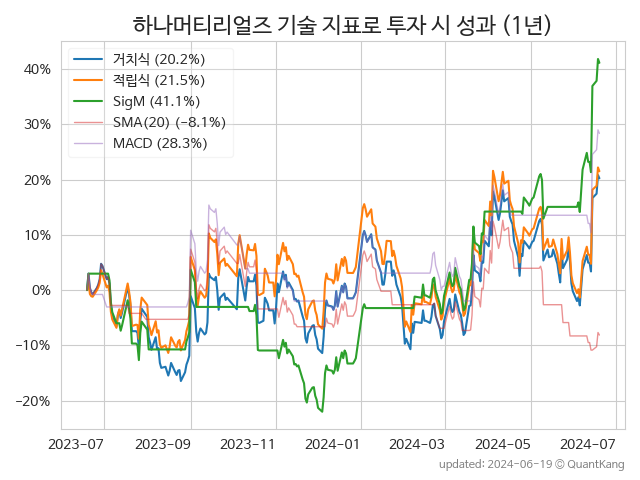 하나머티리얼즈 기술 지표로 투자 시 성과 (1년)
거치식 (20.2%)
적립식 (21.5%)
SigM (41.1%)
SMA(20) (−8.1%)
MACD (28.3%)
40%
30%
20%
10%
0%
−10%
−20%
2023-07 2023-09 2023-11 2024-01 2024-03 2024-05 2024-07
updated: 2024-06-19 © QuantKang